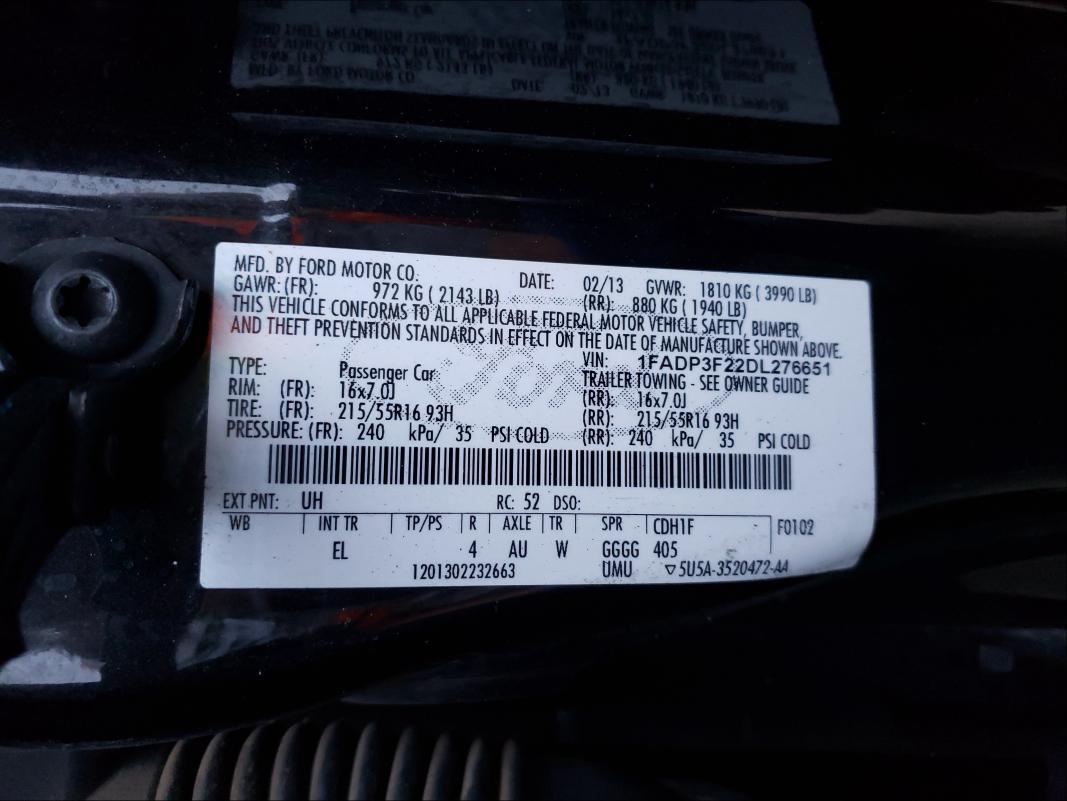 MFD. BY FORD MOTOR CO. DATE: 02/13 GVWR: 1810 KG ( 3990 LB)
GAWR: (FR): 972 KG ( 2143 LB) (RR): 880 KG ( 1940 LB)
THIS VEHICLE CONFORMS TO ALL APPLICABLE FEDERAL MOTOR VEHICLE SAFETY, BUMPER,
AND THEFT PREVENTION STANDARDS IN EFFECT ON THE DATE OF MANUFACTURE SHOWN ABOVE.
VIN: 1FADP3F22DL276651
TYPE: Passenger Car TRAILER TOWING - SEE OWNER GUIDE
RIM: (FR): 16x7.0J (RR): 16x7.0J
TIRE: (FR): 215/55R16 93H (RR): 215/55R16 93H
PRESSURE: (FR): 240 kPa/ 35 PSI COLD (RR): 240 kPa/ 35 PSI COLD
EXT PNT: UH RC: 52 DSO:
WB INT TR TP/PS R AXLE TR SPR CDH1F F0102
EL 4 AU W GGGG 405
1201302232663 UMU ▽5U5A-3520472-AA